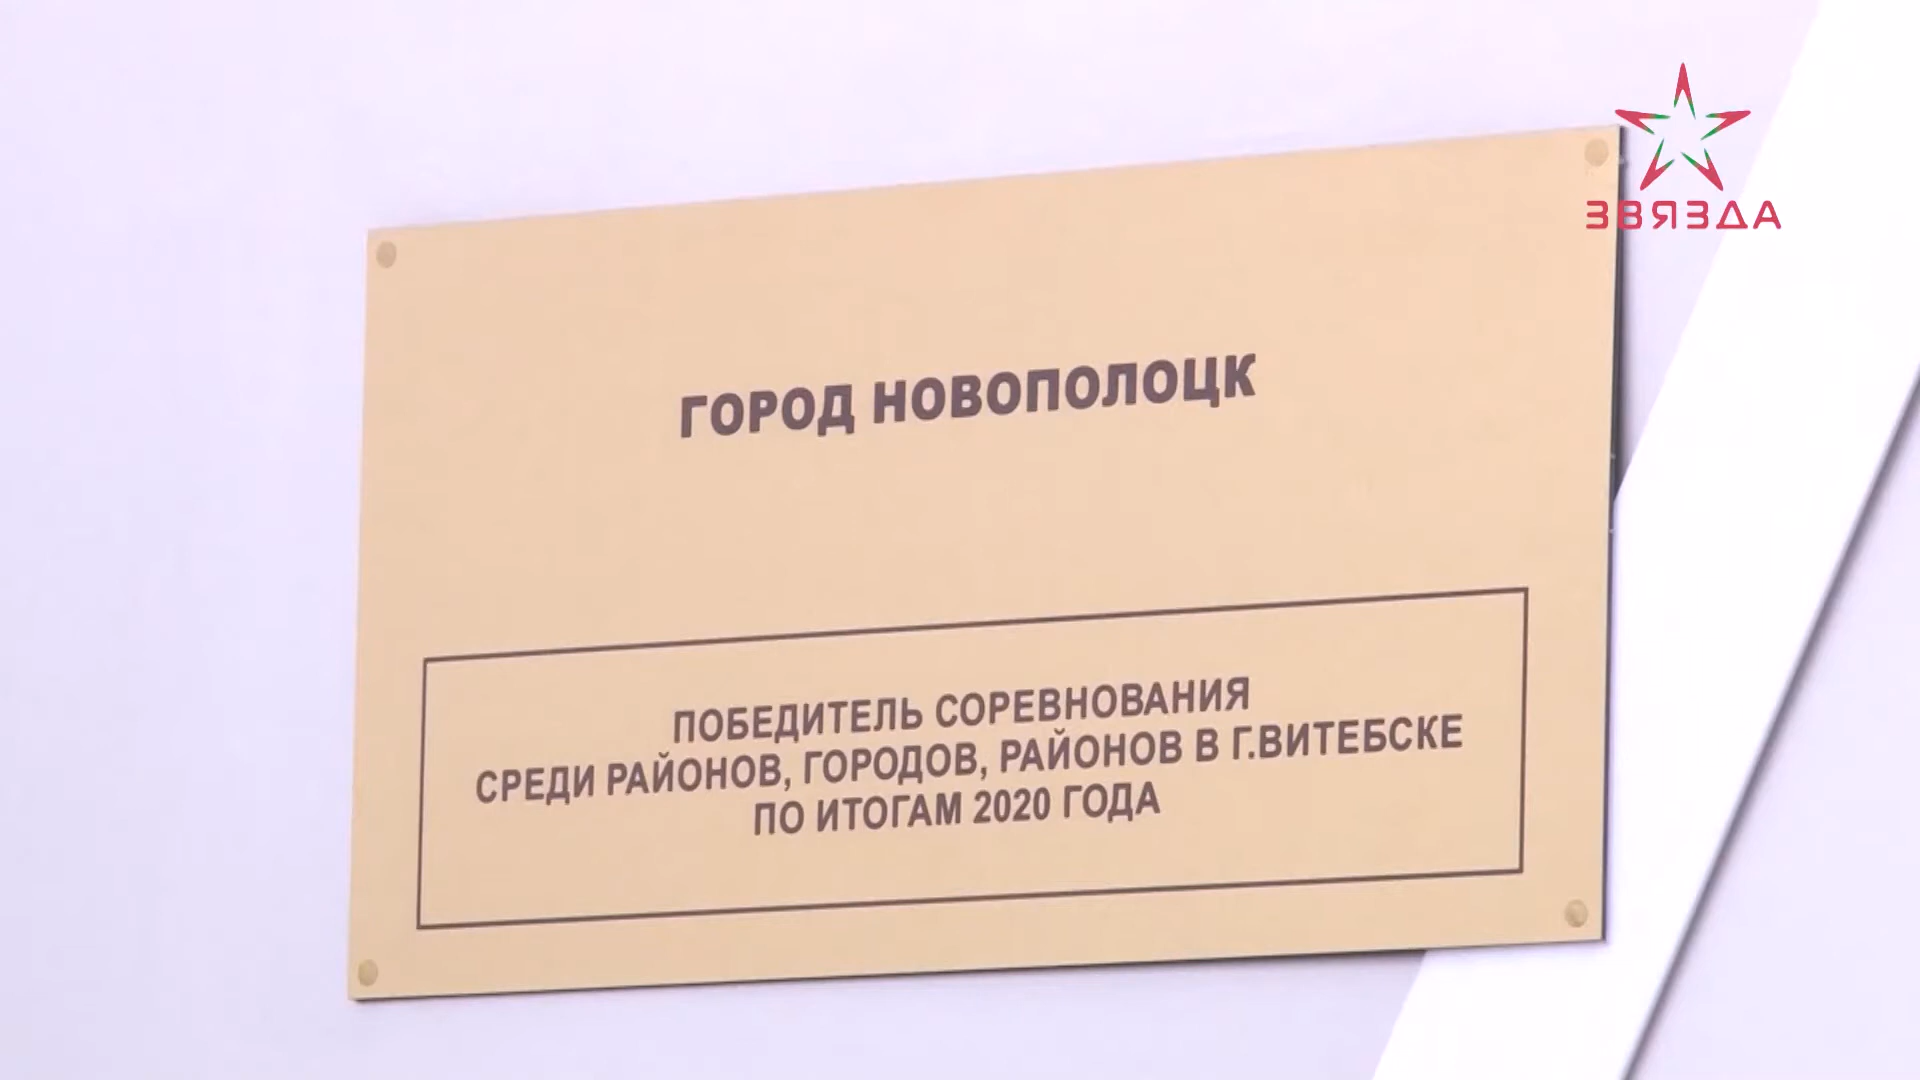 ЗВЯЗДА
ГОРОД НОВОПОЛОЦК
ПОБЕДИТЕЛЬ СОРЕВНОВАНИЯ
СРЕДИ РАЙОНОВ, ГОРОДОВ, РАЙОНОВ В Г.ВИТЕБСКЕ
ПО ИТОГАМ 2020 ГОДА